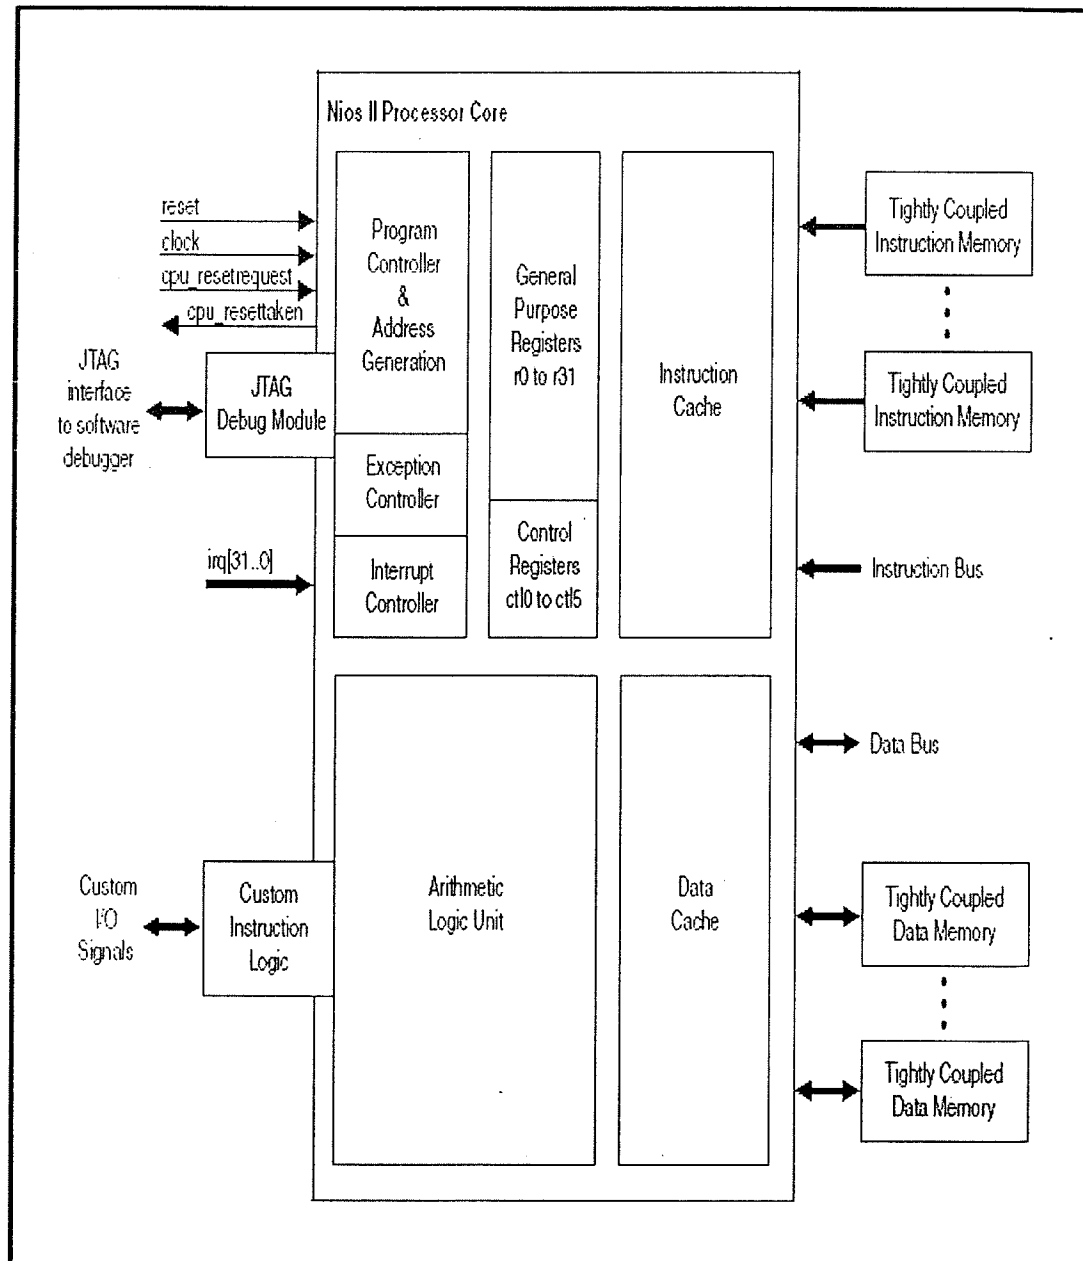 Nios II Processor Core
reset
clock
cpu_resetrequest
cpu_resettaken
JTAG
interface
to software
debugger
JTAG
Debug Module
irq[31..0]
Program
Controller
&
Address
Generation
Exception
Controller
Interrupt
Controller
General
Purpose
Registers
r0 to r31
Control
Registers
ctl0 to ctl5
Instruction
Cache
Tightly Coupled
Instruction Memory
Tightly Coupled
Instruction Memory
Instruction Bus
Data Bus
Custom
I/O
Signals
Custom
Instruction
Logic
Arithmetic
Logic Unit
Data
Cache
Tightly Coupled
Data Memory
Tightly Coupled
Data Memory